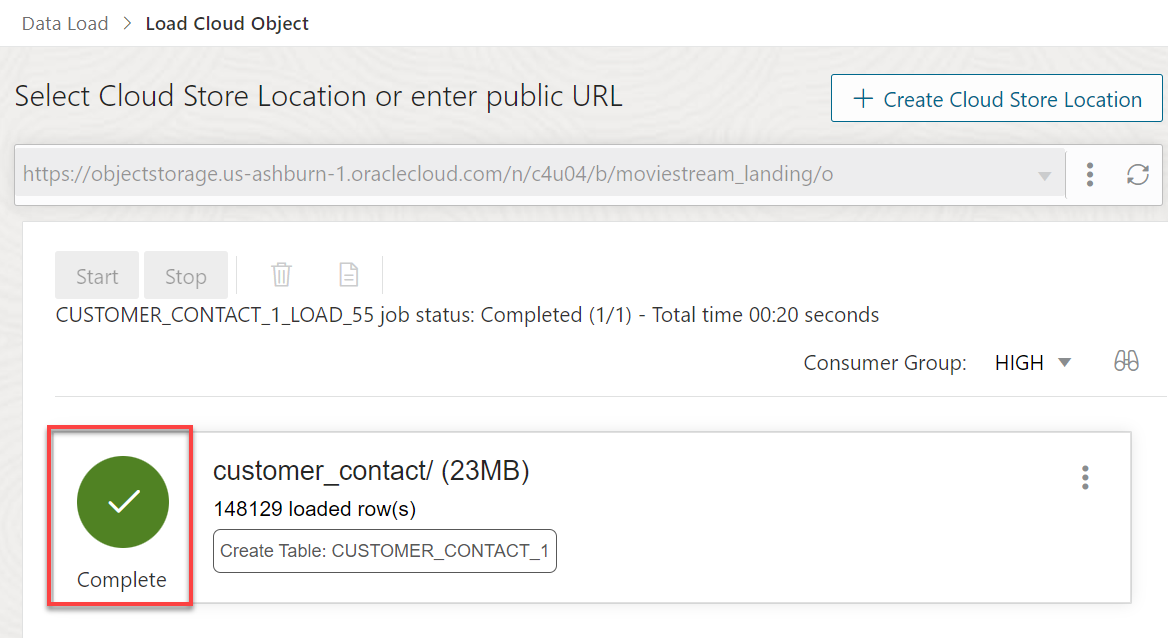 Data Load > Load Cloud Object
Select Cloud Store Location or enter public URL
+ Create Cloud Store Location
https://objectstorage.us-ashburn-1.oraclecloud.com/n/c4u04/b/moviestream_landing/o
Start Stop
CUSTOMER_CONTACT_1_LOAD_55 job status: Completed (1/1) - Total time 00:20 seconds
Consumer Group: HIGH
customer_contact/ (23MB)
148129 loaded row(s)
Create Table: CUSTOMER_CONTACT_1
Complete